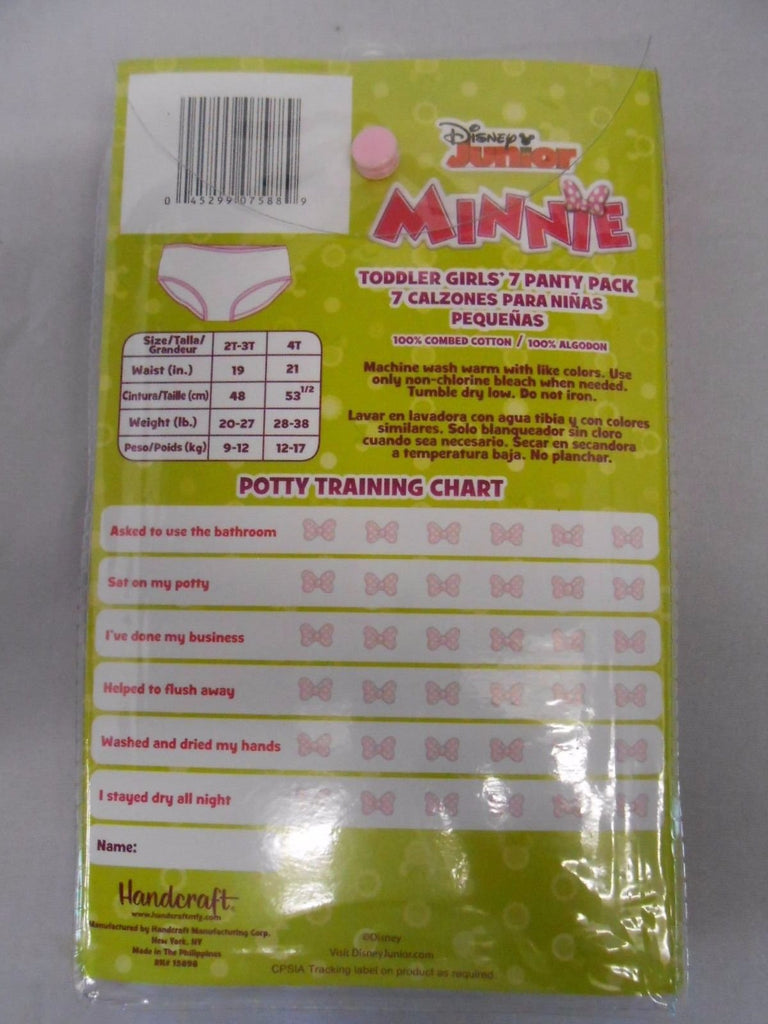 0 45299 07588 9
Disney
Junior
MINNIE
TODDLER GIRLS' 7 PANTY PACK
7 CALZONES PARA NIÑAS
PEQUEÑAS
100% COMBED COTTON / 100% ALGODON
Size/Talla/
Grandeur 2T-3T 4T
Waist (in.) 19 21
Cintura/Taille (cm) 48 53 1/2
Weight (lb.) 20-27 28-38
Peso/Poids (kg) 9-12 12-17
Machine wash warm with like colors. Use
only non-chlorine bleach when needed.
Tumble dry low. Do not iron.
Lavar en lavadora con agua tibia y con colores
similares. Solo blanqueador sin cloro
cuando sea necesario. Secar en secandora
a temperatura baja. No planchar.
POTTY TRAINING CHART
Asked to use the bathroom
Sat on my potty
I've done my business
Helped to flush away
Washed and dried my hands
I stayed dry all night
Name:
Handcraft
www.handcraftmfg.com
Manufactured by Handcraft Manufacturing Corp.
New York, NY
Made in The Philippines
RN# 15898
©Disney
Visit DisneyJunior.com
CPSIA Tracking label on product as required